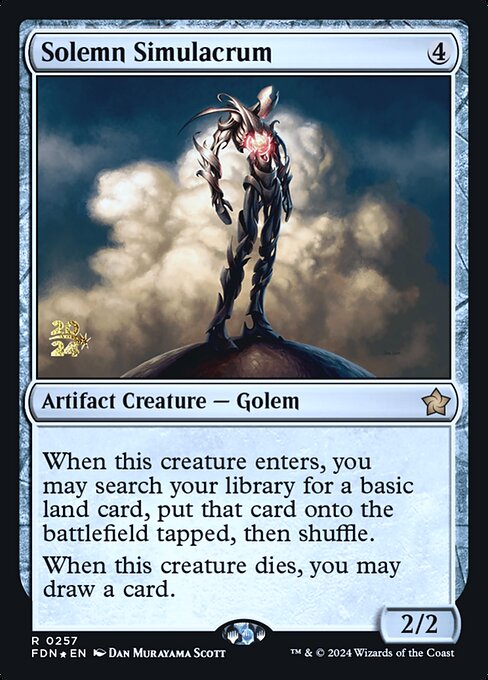 Solemn Simulacrum 4
2024
Artifact Creature — Golem
When this creature enters, you
may search your library for a basic
land card, put that card onto the
battlefield tapped, then shuffle.
When this creature dies, you may
draw a card.
2/2
R 0257
FDN★EN Dan Murayama Scott
™ & © 2024 Wizards of the Coast